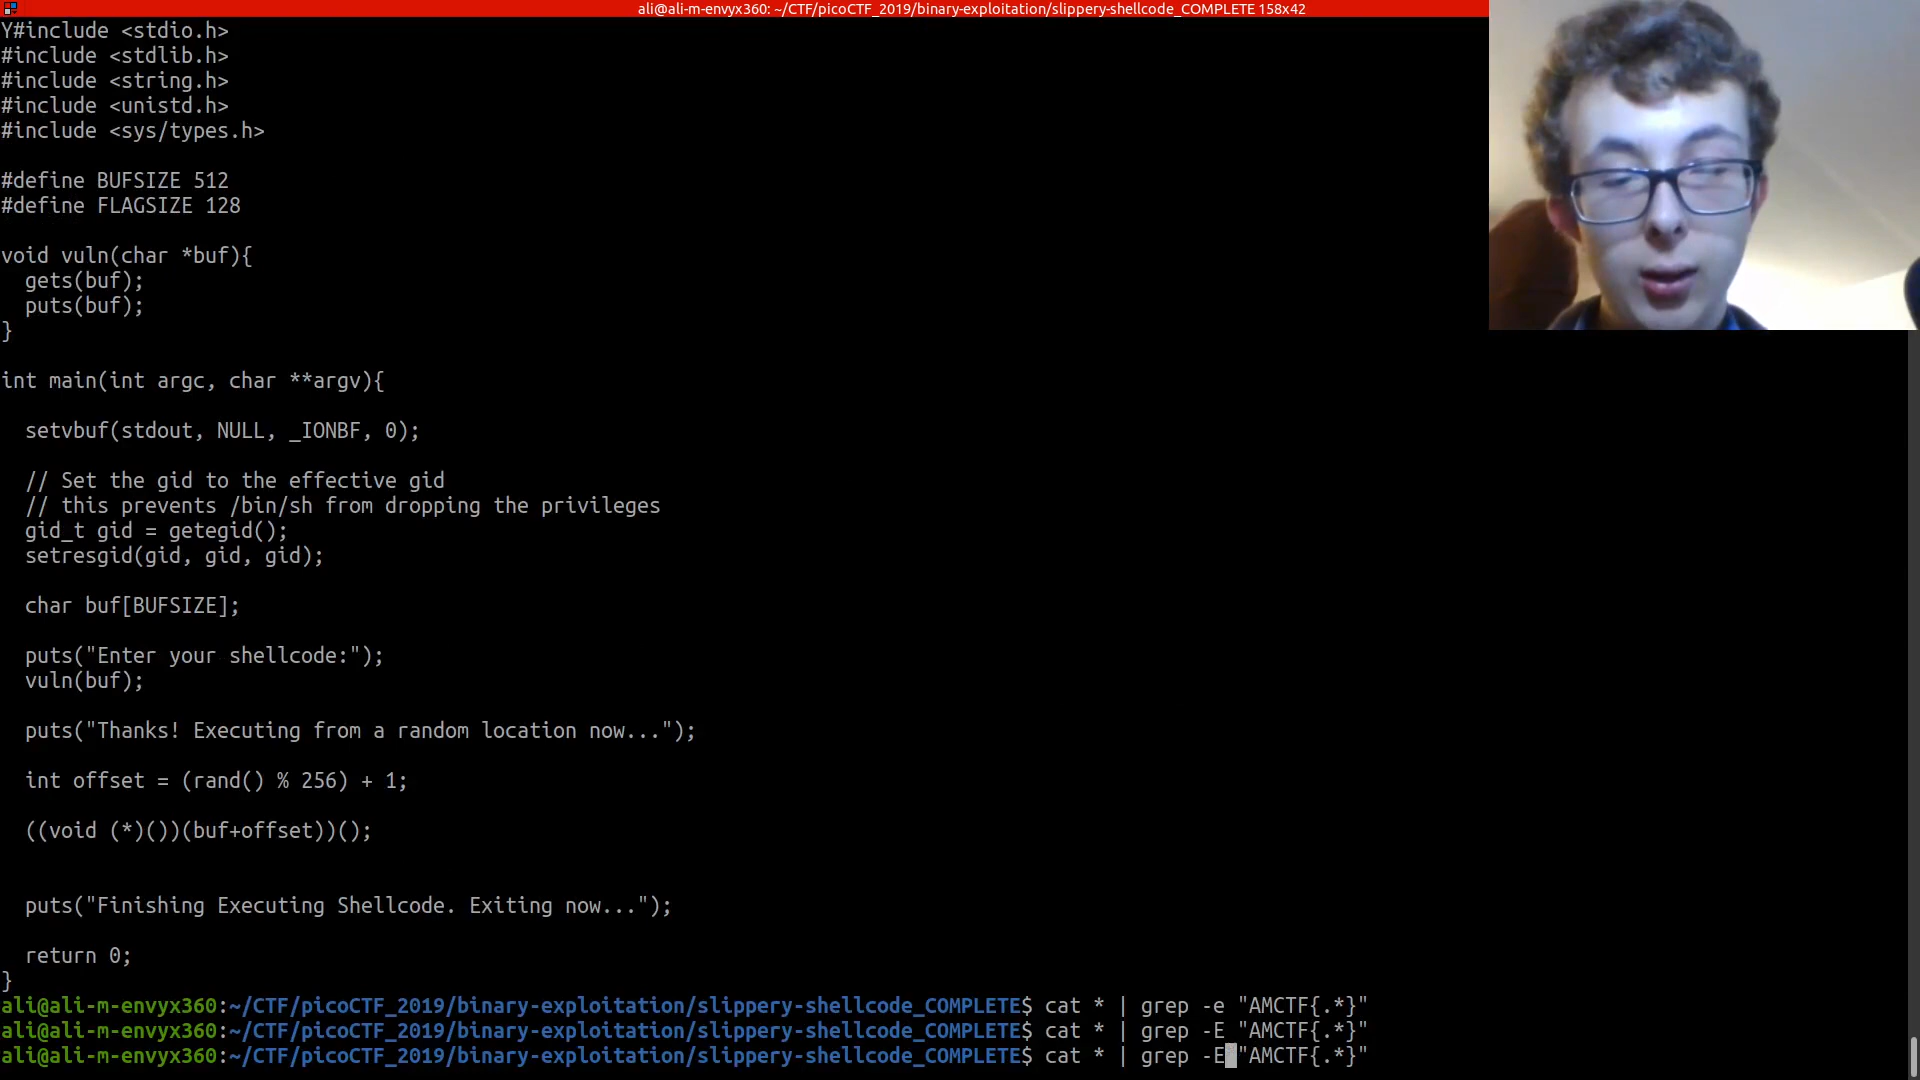 ali@ali-m-envyx360: ~/CTF/picoCTF_2019/binary-exploitation/slippery-shellcode_COMPLETE 158x42
Y#include <stdio.h>
#include <stdlib.h>
#include <string.h>
#include <unistd.h>
#include <sys/types.h>
#define BUFSIZE 512
#define FLAGSIZE 128
void vuln(char *buf){
  gets(buf);
  puts(buf);
}
int main(int argc, char **argv){
  setvbuf(stdout, NULL, _IONBF, 0);
  // Set the gid to the effective gid
  // this prevents /bin/sh from dropping the privileges
  gid_t gid = getegid();
  setresgid(gid, gid, gid);
  char buf[BUFSIZE];
  puts("Enter your shellcode:");
  vuln(buf);
  puts("Thanks! Executing from a random location now...");
  int offset = (rand() % 256) + 1;
  ((void (*)())(buf+offset))();
  puts("Finishing Executing Shellcode. Exiting now...");
  return 0;
}
ali@ali-m-envyx360:~/CTF/picoCTF_2019/binary-exploitation/slippery-shellcode_COMPLETE$ cat * | grep -e "AMCTF{.*}"
ali@ali-m-envyx360:~/CTF/picoCTF_2019/binary-exploitation/slippery-shellcode_COMPLETE$ cat * | grep -E "AMCTF{.*}"
ali@ali-m-envyx360:~/CTF/picoCTF_2019/binary-exploitation/slippery-shellcode_COMPLETE$ cat * | grep -E "AMCTF{.*}"